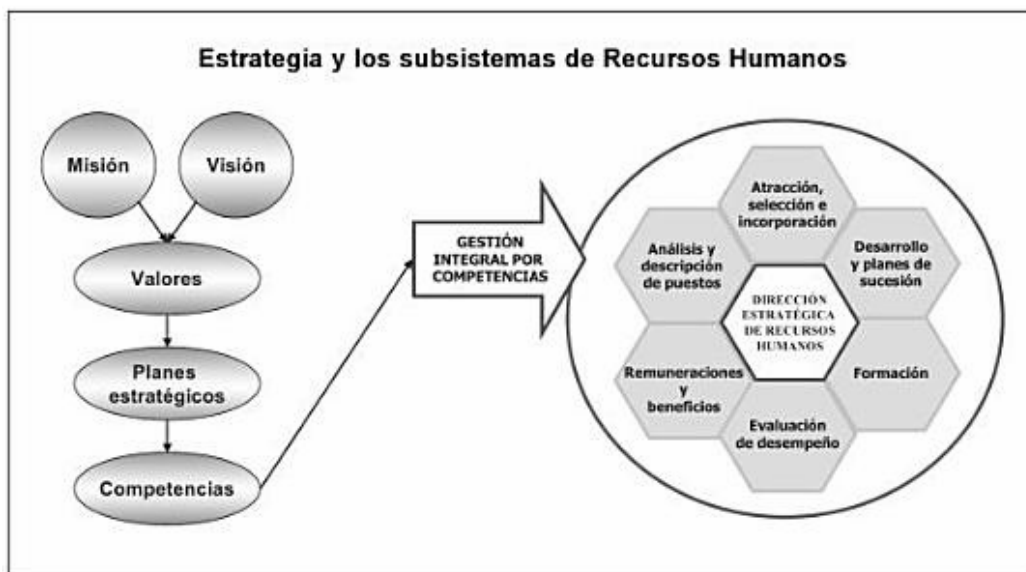 Estrategia y los subsistemas de Recursos Humanos
Misión
Visión
Valores
Planes
estratégicos
Competencias
GESTIÓN
INTEGRAL POR
COMPETENCIAS
Atracción,
selección e
incorporación
Análisis y
descripción
de puestos
Desarrollo
y planes de
sucesión
DIRECCIÓN
ESTRATÉGICA
DE RECURSOS
HUMANOS
Remuneraciones
y
beneficios
Formación
Evaluación
de desempeño